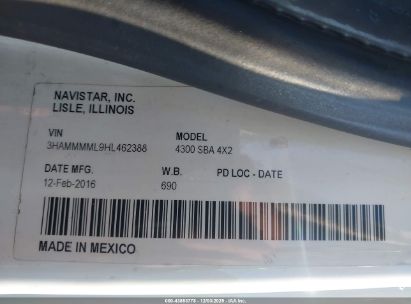 NAVISTAR, INC.
LISLE, ILLINOIS
VIN MODEL
3HAMMMML9HL462388 4300 SBA 4X2
DATE MFG. W.B. PD LOC - DATE
12-Feb-2016 690
MADE IN MEXICO